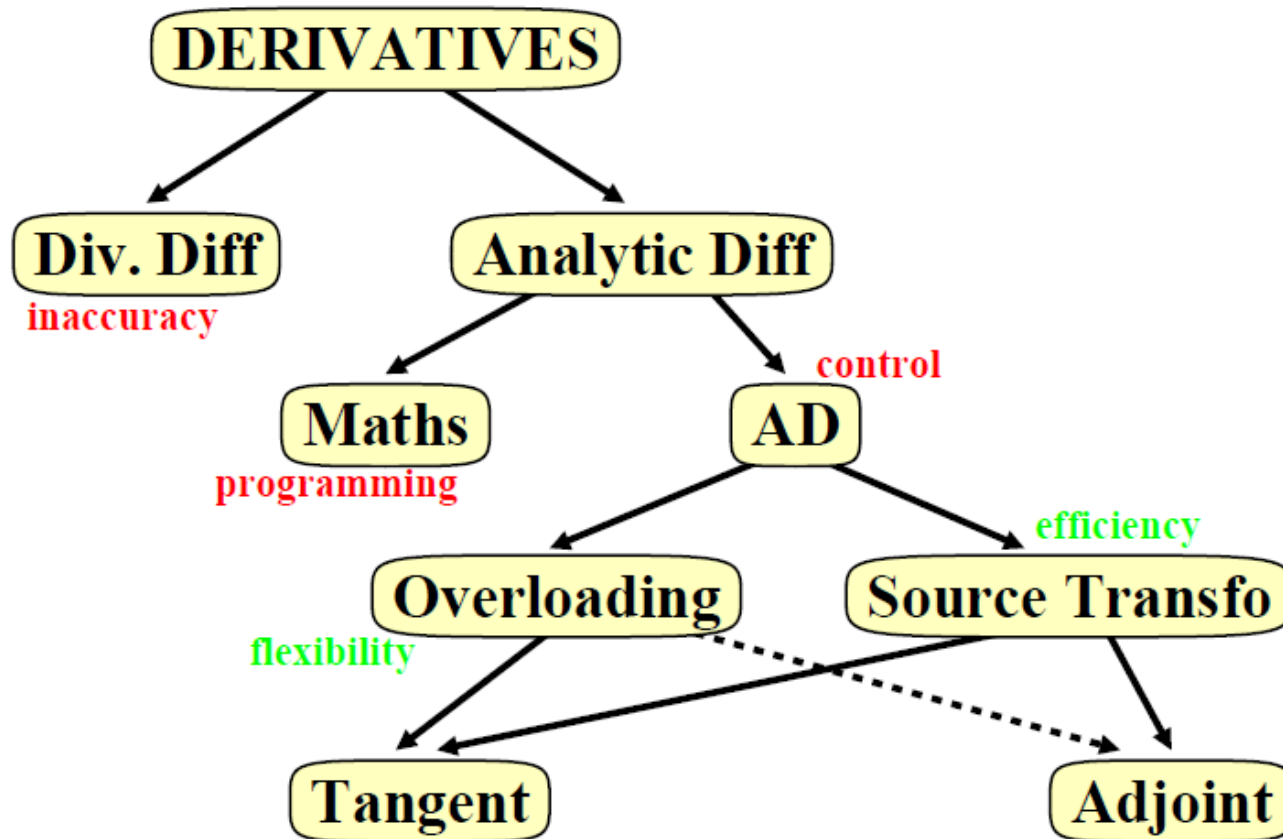 DERIVATIVES
Div. Diff
Analytic Diff
inaccuracy
control
Maths
AD
programming
efficiency
Overloading
Source Transfo
flexibility
Tangent
Adjoint